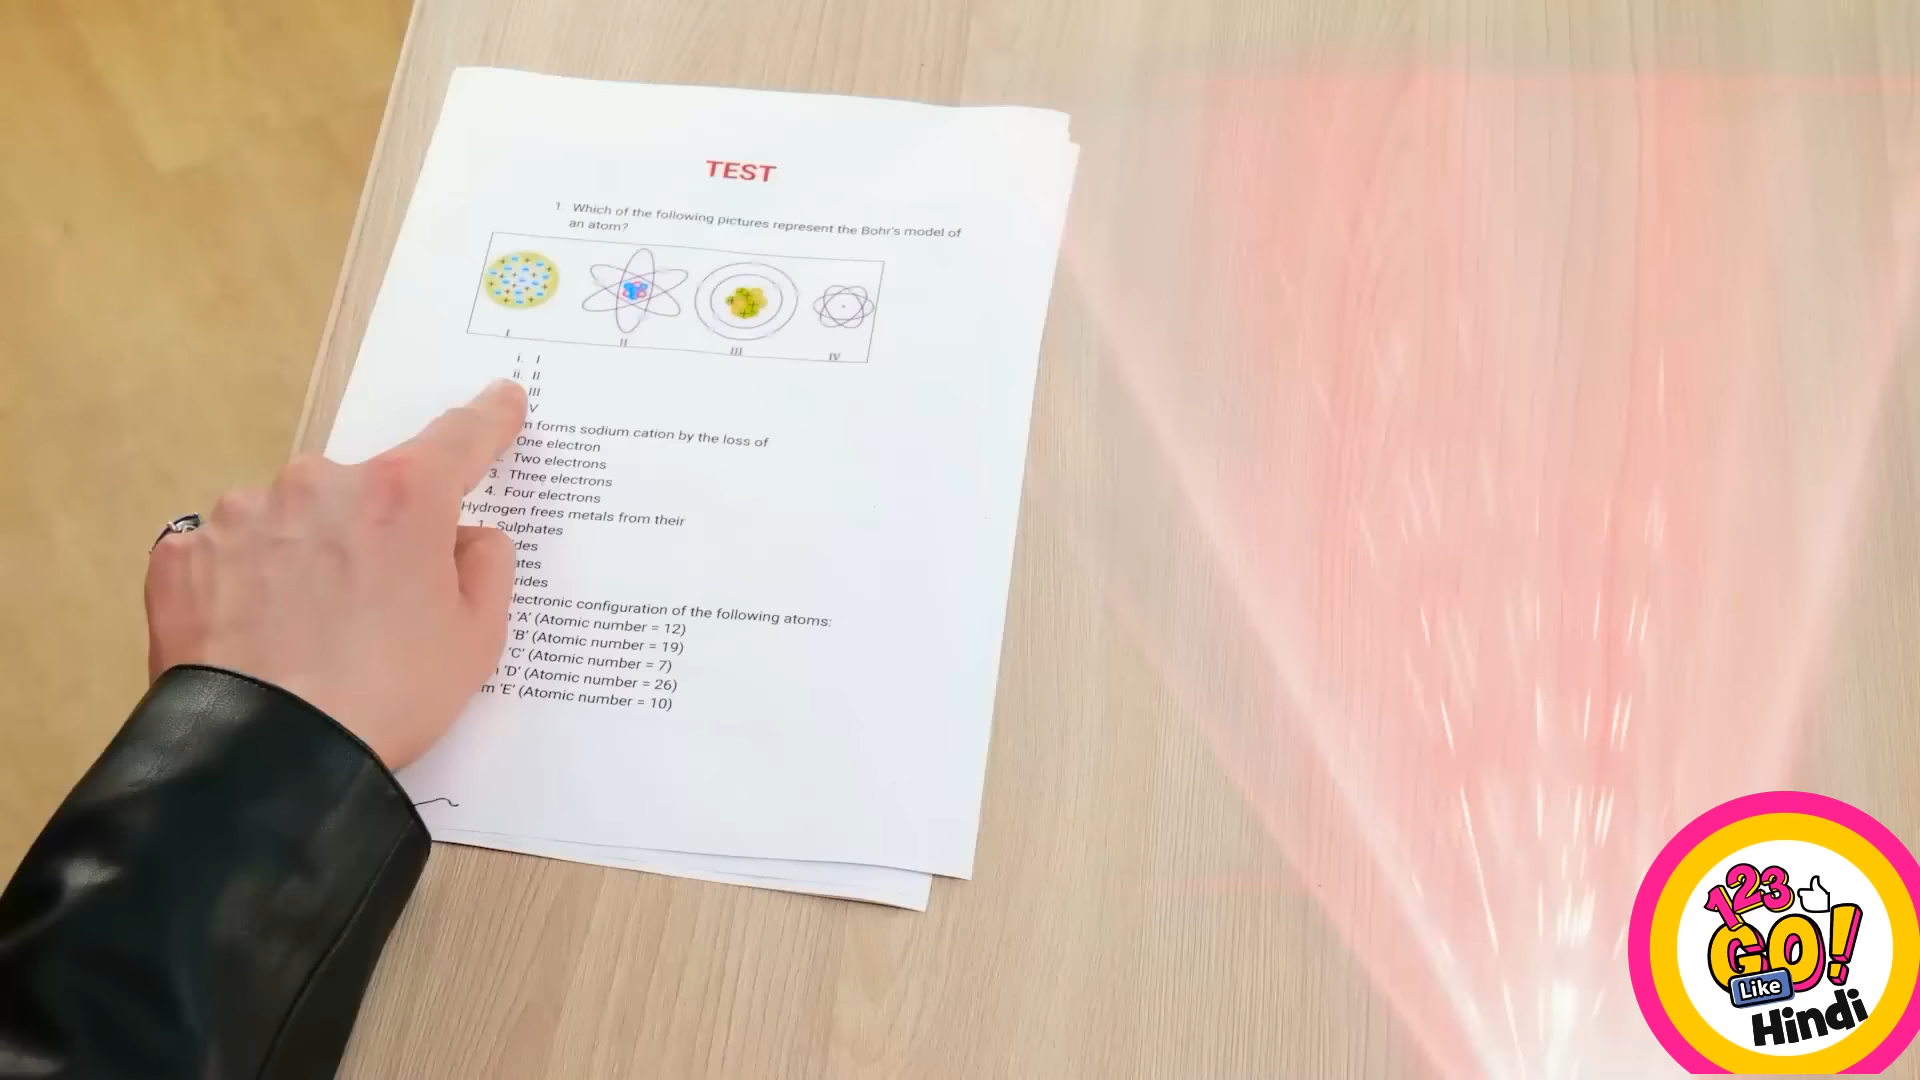 TEST
1. Which of the following pictures represent the Bohr's model of
an atom?
I II III IV
i. I
ii. II
III
V
n forms sodium cation by the loss of
One electron
Two electrons
3. Three electrons
4. Four electrons
Hydrogen frees metals from their
1. Sulphates
ides
ates
rides
electronic configuration of the following atoms:
'A' (Atomic number = 12)
'B' (Atomic number = 19)
'C' (Atomic number = 7)
'D' (Atomic number = 26)
m 'E' (Atomic number = 10)
123
GO!
Like
Hindi